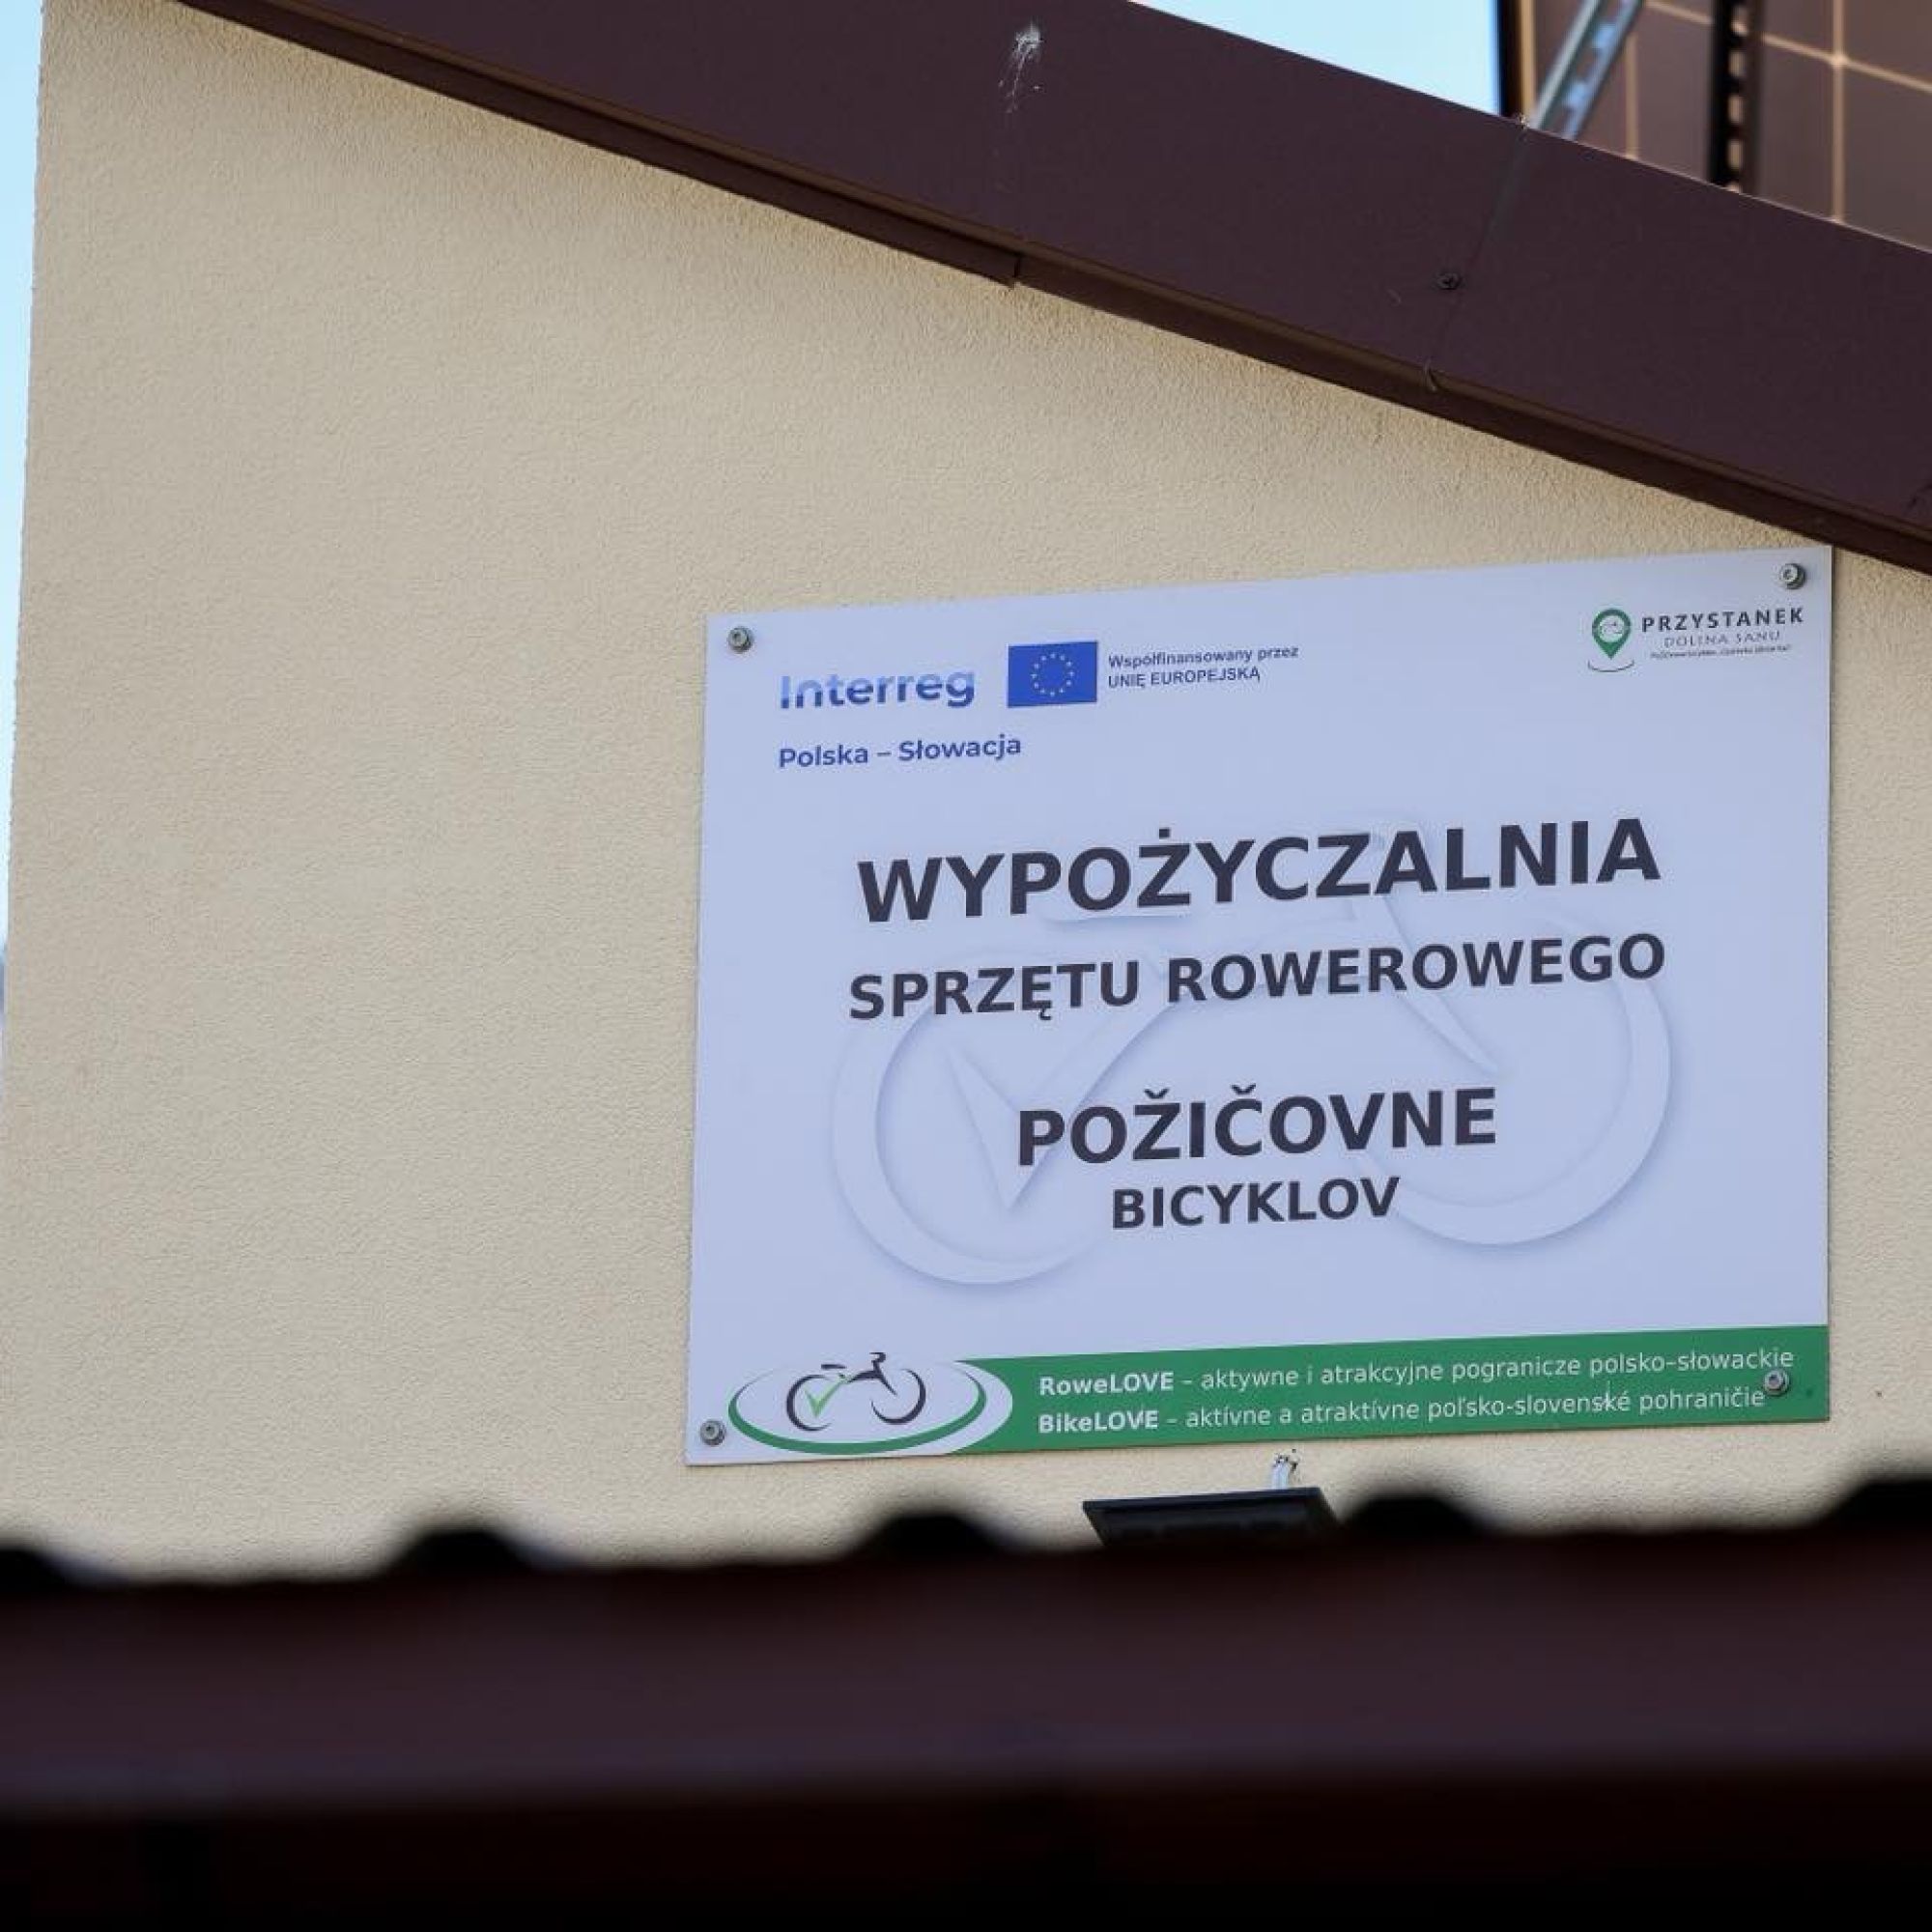 Interreg
Współfinansowany przez
UNIĘ EUROPEJSKĄ
Polska – Słowacja
PRZYSTANEK
DOLINA SANU
WYPOŻYCZALNIA
SPRZĘTU ROWEROWEGO
POŽIČOVNE
BICYKLOV
RoweLOVE – aktywne i atrakcyjne pogranicze polsko-słowackie
BikeLOVE – aktívne a atraktívne poľsko-slovenské pohraničie